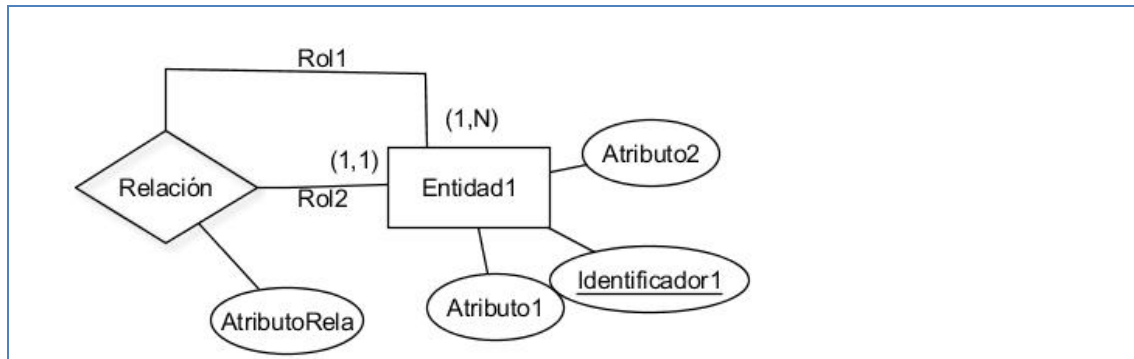 Rol1
(1,N)
Atributo2
(1,1)
Relación
Entidad1
Rol2
Identificador1
Atributo1
AtributoRela